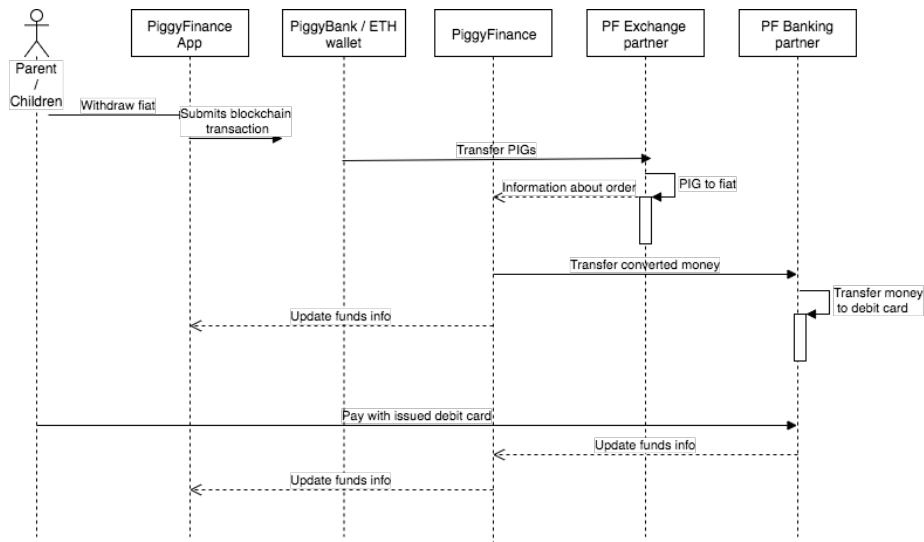 PiggyFinance
App
PiggyBank / ETH
wallet
PiggyFinance
PF Exchange
partner
PF Banking
partner
Parent
/
Children
Withdraw fiat
Submits blockchain
transaction
Transfer PIGs
PIG to fiat
Information about order
Transfer converted money
Transfer money
to debit card
Update funds info
Pay with issued debit card
Update funds info
Update funds info